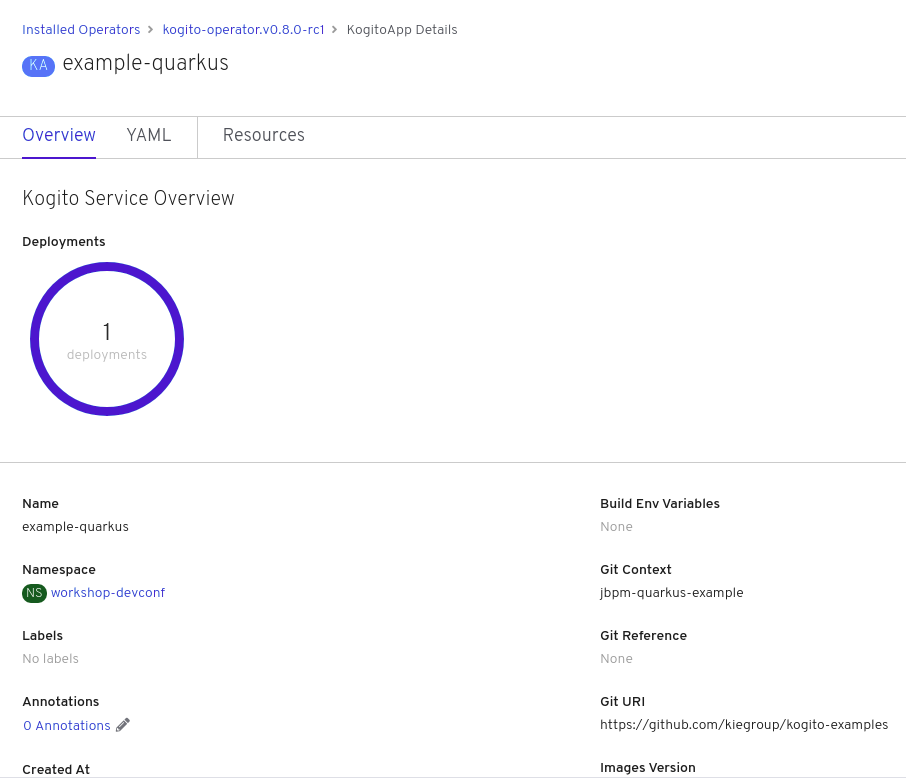 Installed Operators > kogito-operator.v0.8.0-rc1 > KogitoApp Details
KA example-quarkus
Overview YAML Resources
Kogito Service Overview
Deployments
1
deployments
Name
example-quarkus
Namespace
NS workshop-devconf
Labels
No labels
Annotations
0 Annotations
Created At
Build Env Variables
None
Git Context
jbpm-quarkus-example
Git Reference
None
Git URI
https://github.com/kiegroup/kogito-examples
Images Version